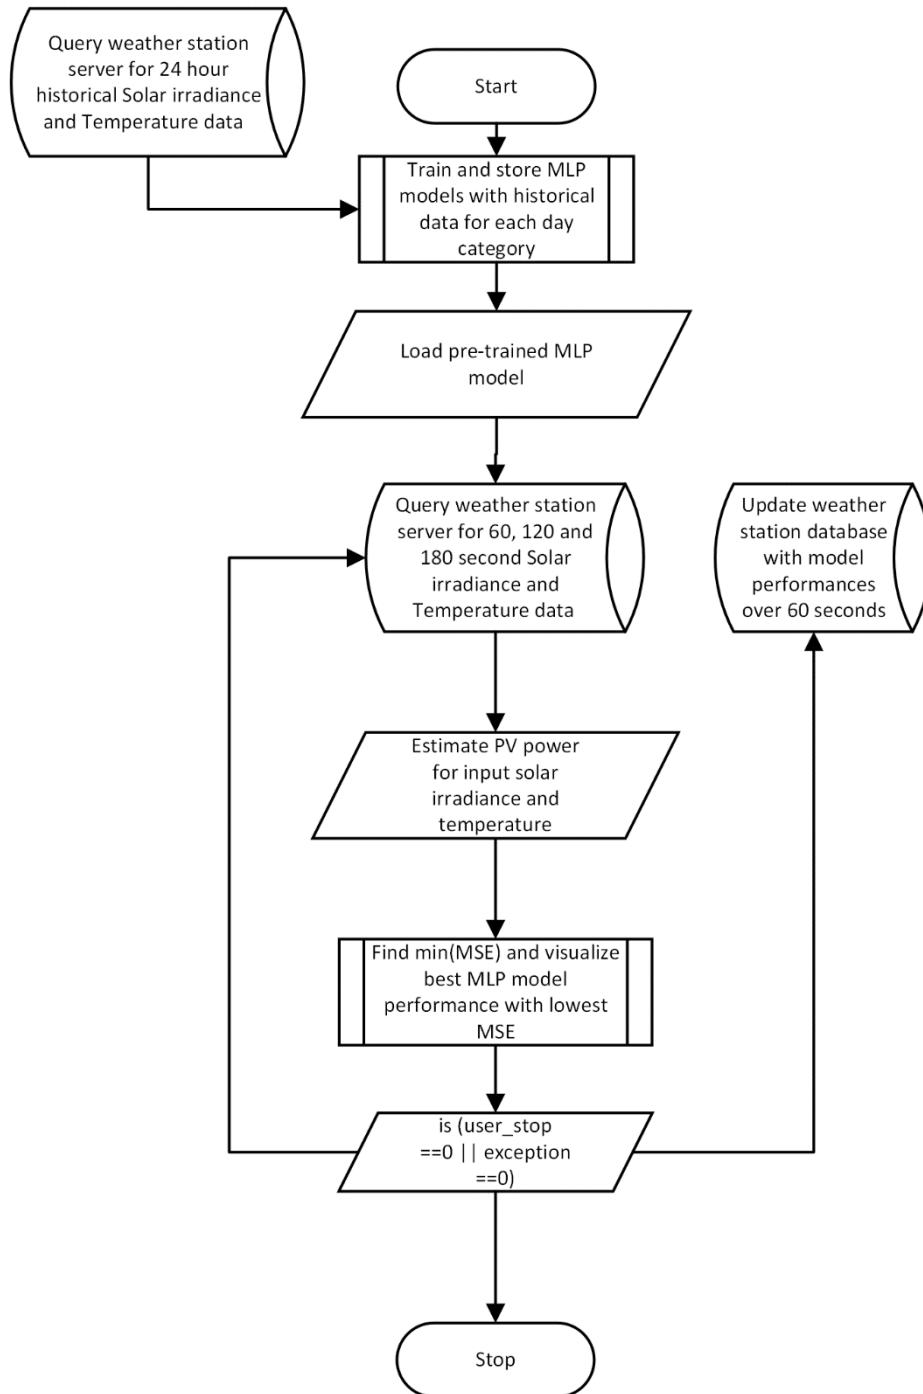 Query weather station
server for 24 hour
historical Solar irradiance
and Temperature data
Start
Train and store MLP
models with historical
data for each day
category
Load pre-trained MLP
model
Query weather station
server for 60, 120 and
180 second Solar
irradiance and
Temperature data
Update weather
station database
with model
performances
over 60 seconds
Estimate PV power
for input solar
irradiance and
temperature
Find min(MSE) and visualize
best MLP model
performance with lowest
MSE
is (user_stop
==0 || exception
==0)
Stop